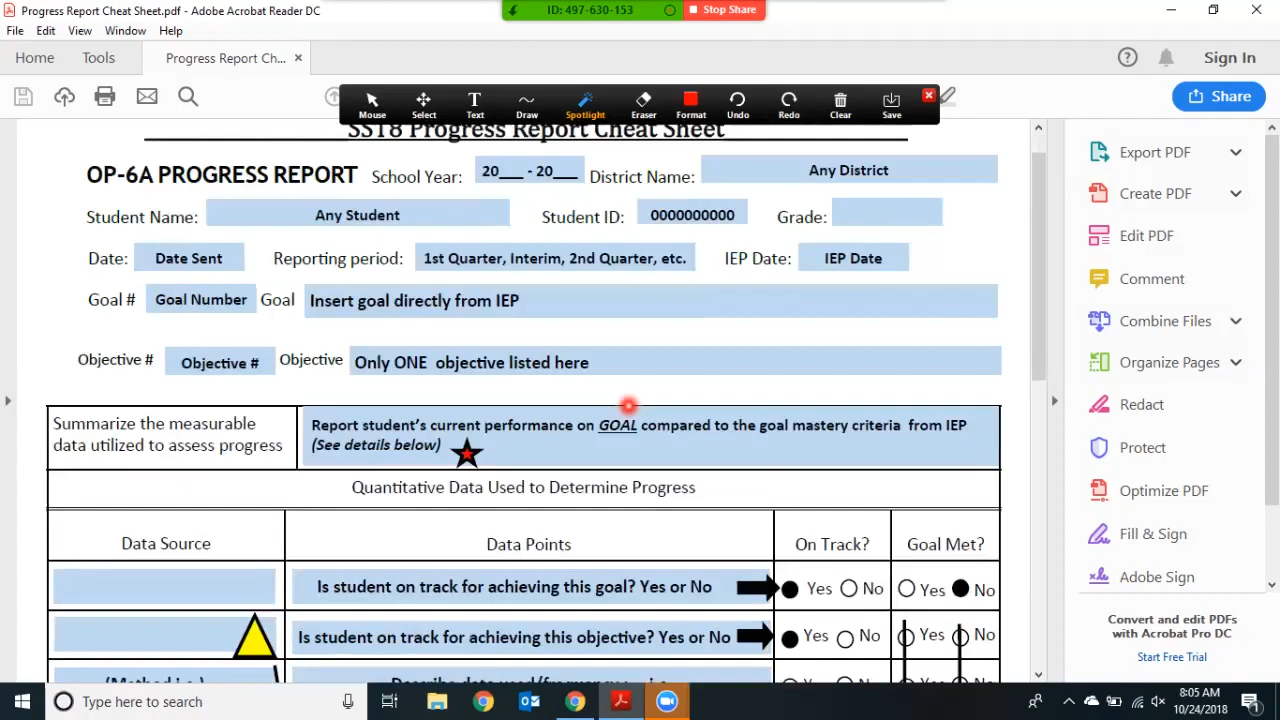 Progress Report Cheat Sheet.pdf - Adobe Acrobat Reader DC
ID: 497-630-153
Stop Share
File Edit View Window Help
Home Tools Progress Report Ch... ×
Sign In
Share
Mouse Select Text Draw Spotlight Eraser Format Undo Redo Clear Save
SST8 Progress Report Cheat Sheet
OP-6A PROGRESS REPORT School Year: 20___ - 20___ District Name: Any District
Student Name: Any Student Student ID: 0000000000 Grade:
Date: Date Sent Reporting period: 1st Quarter, Interim, 2nd Quarter, etc. IEP Date: IEP Date
Goal # Goal Number Goal Insert goal directly from IEP
Objective # Objective # Objective Only ONE objective listed here
Summarize the measurable
data utilized to assess progress
Report student's current performance on GOAL compared to the goal mastery criteria from IEP
(See details below)
Quantitative Data Used to Determine Progress
Data Source Data Points On Track? Goal Met?
Is student on track for achieving this goal? Yes or No Yes No Yes No
Is student on track for achieving this objective? Yes or No Yes No Yes No
Export PDF
Create PDF
Edit PDF
Comment
Combine Files
Organize Pages
Redact
Protect
Optimize PDF
Fill & Sign
Adobe Sign
Convert and edit PDFs
with Acrobat Pro DC
Start Free Trial
Type here to search
8:05 AM
10/24/2018